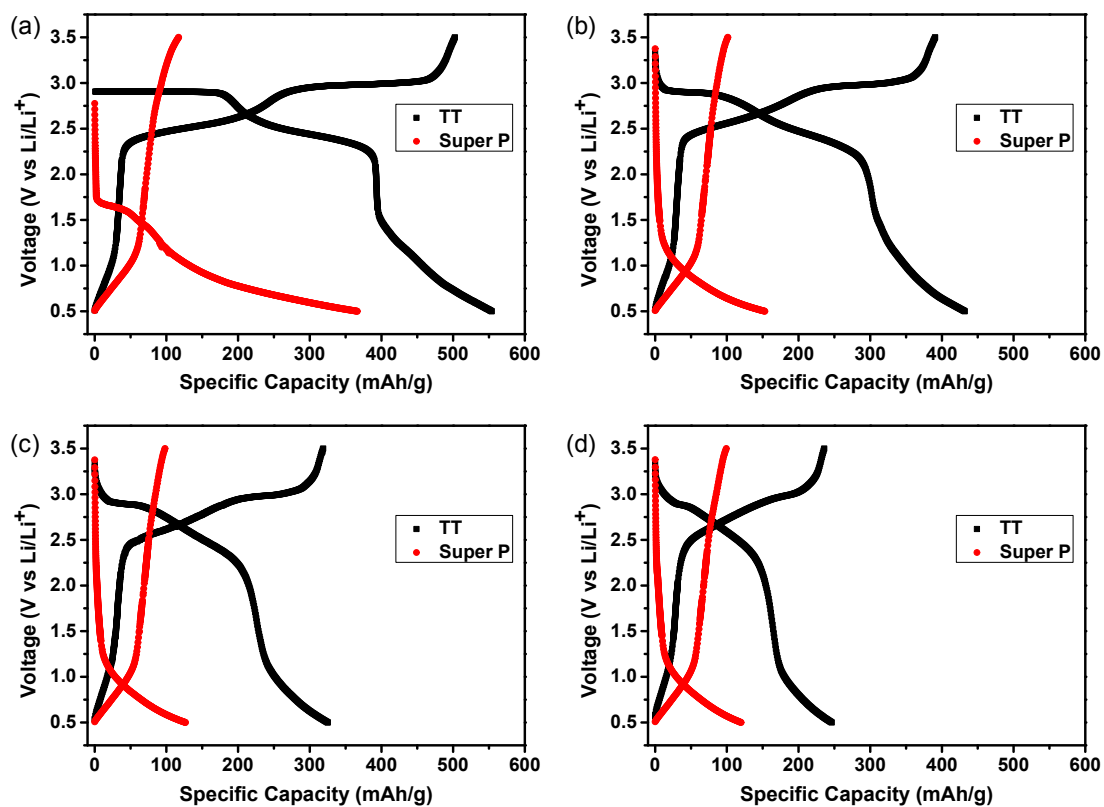 (a)
3.5
3.0
2.5
2.0
1.5
1.0
0.5
Voltage (V vs Li/Li+)
TT
Super P
0 100 200 300 400 500 600
Specific Capacity (mAh/g)
(b)
3.5
3.0
2.5
2.0
1.5
1.0
0.5
Voltage (V vs Li/Li+)
TT
Super P
0 100 200 300 400 500 600
Specific Capacity (mAh/g)
(c)
3.5
3.0
2.5
2.0
1.5
1.0
0.5
Voltage (V vs Li/Li+)
TT
Super P
0 100 200 300 400 500 600
Specific Capacity (mAh/g)
(d)
3.5
3.0
2.5
2.0
1.5
1.0
0.5
Voltage (V vs Li/Li+)
TT
Super P
0 100 200 300 400 500 600
Specific Capacity (mAh/g)